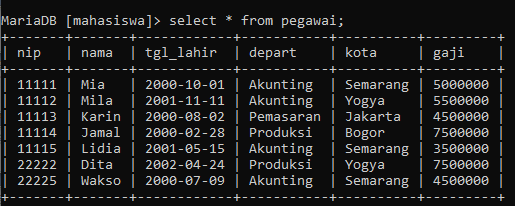 MariaDB [mahasiswa]> select * from pegawai;
+-------+-------+------------+-----------+----------+---------+
| nip   | nama  | tgl_lahir  | depart    | kota     | gaji    |
+-------+-------+------------+-----------+----------+---------+
| 11111 | Mia   | 2000-10-01 | Akunting  | Semarang | 5000000 |
| 11112 | Mila  | 2001-11-11 | Akunting  | Yogya    | 5500000 |
| 11113 | Karin | 2000-08-02 | Pemasaran | Jakarta  | 4500000 |
| 11114 | Jamal | 2000-02-28 | Produksi  | Bogor    | 7500000 |
| 11115 | Lidia | 2001-05-15 | Akunting  | Semarang | 3500000 |
| 22222 | Dita  | 2002-04-24 | Produksi  | Yogya    | 7500000 |
| 22225 | Wakso | 2000-07-09 | Akunting  | Semarang | 4500000 |
+-------+-------+------------+-----------+----------+---------+